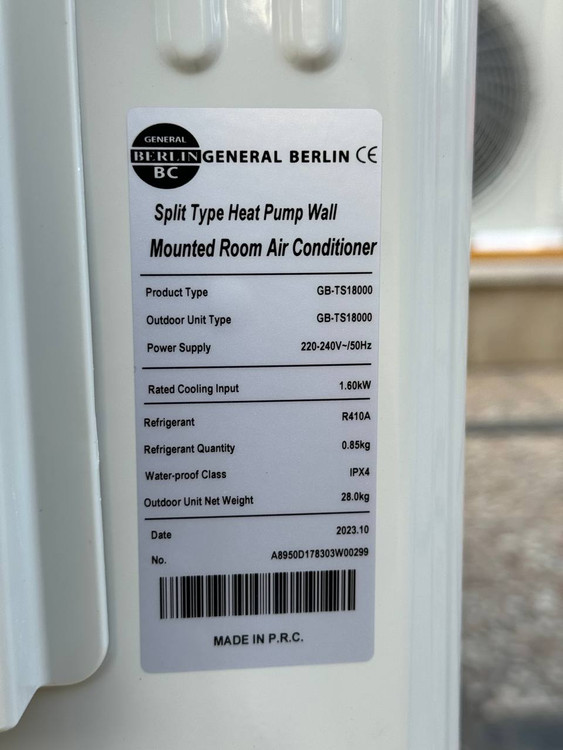 GENERAL
BERLIN
BC
GENERAL BERLIN CE
Split Type Heat Pump Wall
Mounted Room Air Conditioner
Product Type GB-TS18000
Outdoor Unit Type GB-TS18000
Power Supply 220-240V~/50Hz
Rated Cooling Input 1.60kW
Refrigerant R410A
Refrigerant Quantity 0.85kg
Water-proof Class IPX4
Outdoor Unit Net Weight 28.0kg
Date 2023.10
No. A8950D178303W00299
MADE IN P.R.C.